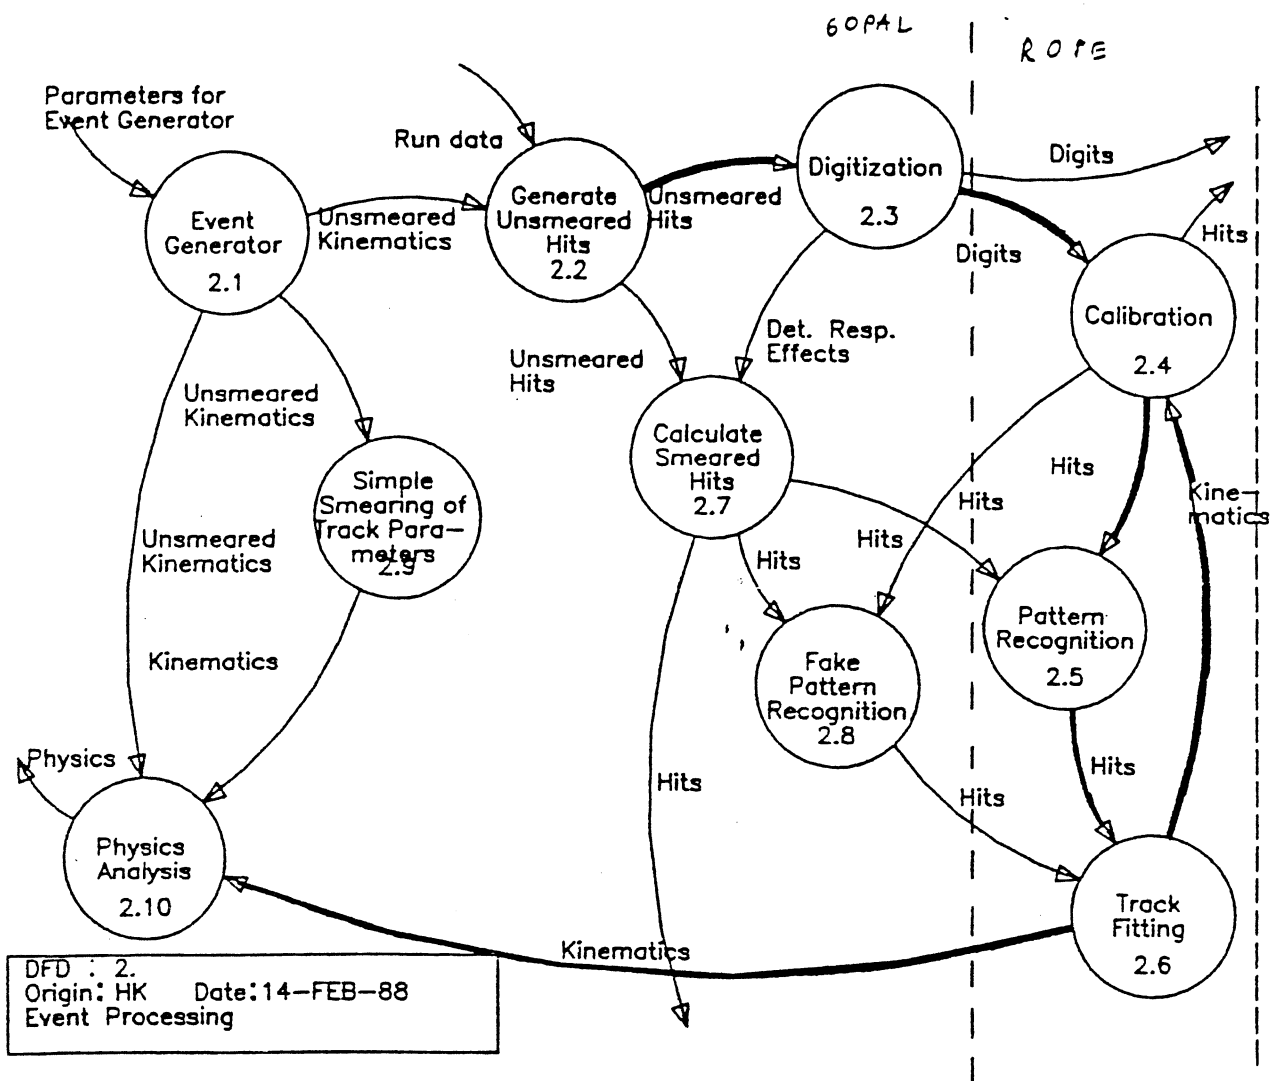 GOPAL
ROPE
Parameters for
Event Generator
Run data
Digitization
2.3
Digits
Hits
Event
Generator
2.1
Unsmeared
Kinematics
Generate
Unsmeared
Hits
2.2
Unsmeared
Hits
Digits
Calibration
2.4
Det. Resp.
Effects
Unsmeared
Hits
Unsmeared
Kinematics
Calculate
Smeared
Hits
2.7
Simple
Smearing of
Track Para-
meters
2.9
Hits
Hits
Kine-
matics
Hits
Hits
Unsmeared
Kinematics
Pattern
Recognition
2.5
Kinematics
Fake
Pattern
Recognition
2.8
Physics
Hits
Hits
Hits
Physics
Analysis
2.10
Track
Fitting
2.6
Kinematics
DFD : 2.
Origin: HK Date:14-FEB-88
Event Processing